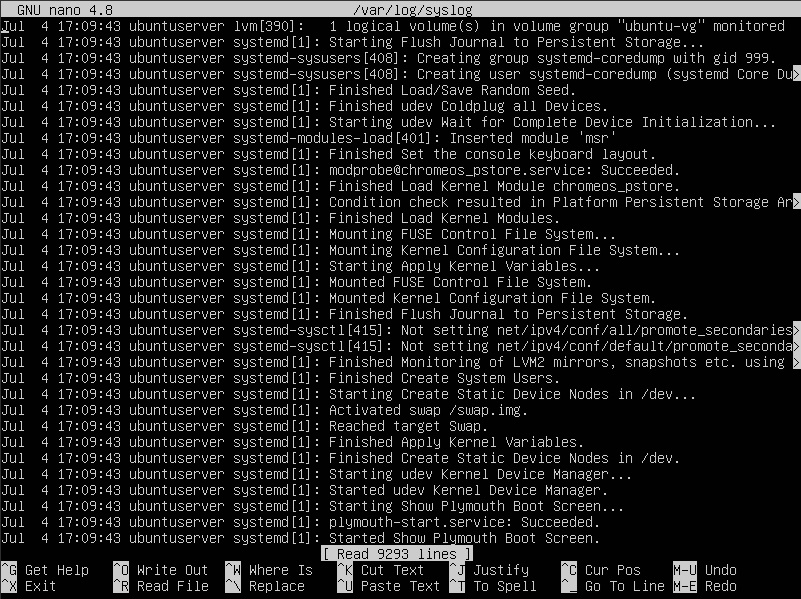 GNU nano 4.8 /var/log/syslog
Jul  4 17:09:43 ubuntuserver lvm[390]:   1 logical volume(s) in volume group "ubuntu-vg" monitored
Jul  4 17:09:43 ubuntuserver systemd[1]: Starting Flush Journal to Persistent Storage...
Jul  4 17:09:43 ubuntuserver systemd-sysusers[408]: Creating group systemd-coredump with gid 999.
Jul  4 17:09:43 ubuntuserver systemd-sysusers[408]: Creating user systemd-coredump (systemd Core Du>
Jul  4 17:09:43 ubuntuserver systemd[1]: Finished Load/Save Random Seed.
Jul  4 17:09:43 ubuntuserver systemd[1]: Finished udev Coldplug all Devices.
Jul  4 17:09:43 ubuntuserver systemd[1]: Starting udev Wait for Complete Device Initialization...
Jul  4 17:09:43 ubuntuserver systemd-modules-load[401]: Inserted module 'msr'
Jul  4 17:09:43 ubuntuserver systemd[1]: Finished Set the console keyboard layout.
Jul  4 17:09:43 ubuntuserver systemd[1]: modprobe@chromeos_pstore.service: Succeeded.
Jul  4 17:09:43 ubuntuserver systemd[1]: Finished Load Kernel Module chromeos_pstore.
Jul  4 17:09:43 ubuntuserver systemd[1]: Condition check resulted in Platform Persistent Storage Ar>
Jul  4 17:09:43 ubuntuserver systemd[1]: Finished Load Kernel Modules.
Jul  4 17:09:43 ubuntuserver systemd[1]: Mounting FUSE Control File System...
Jul  4 17:09:43 ubuntuserver systemd[1]: Mounting Kernel Configuration File System...
Jul  4 17:09:43 ubuntuserver systemd[1]: Starting Apply Kernel Variables...
Jul  4 17:09:43 ubuntuserver systemd[1]: Mounted FUSE Control File System.
Jul  4 17:09:43 ubuntuserver systemd[1]: Mounted Kernel Configuration File System.
Jul  4 17:09:43 ubuntuserver systemd[1]: Finished Flush Journal to Persistent Storage.
Jul  4 17:09:43 ubuntuserver systemd-sysctl[415]: Not setting net/ipv4/conf/all/promote_secondaries>
Jul  4 17:09:43 ubuntuserver systemd-sysctl[415]: Not setting net/ipv4/conf/default/promote_seconda>
Jul  4 17:09:43 ubuntuserver systemd[1]: Finished Monitoring of LVM2 mirrors, snapshots etc. using >
Jul  4 17:09:43 ubuntuserver systemd[1]: Finished Create System Users.
Jul  4 17:09:43 ubuntuserver systemd[1]: Starting Create Static Device Nodes in /dev...
Jul  4 17:09:43 ubuntuserver systemd[1]: Activated swap /swap.img.
Jul  4 17:09:43 ubuntuserver systemd[1]: Reached target Swap.
Jul  4 17:09:43 ubuntuserver systemd[1]: Finished Apply Kernel Variables.
Jul  4 17:09:43 ubuntuserver systemd[1]: Finished Create Static Device Nodes in /dev.
Jul  4 17:09:43 ubuntuserver systemd[1]: Starting udev Kernel Device Manager...
Jul  4 17:09:43 ubuntuserver systemd[1]: Started udev Kernel Device Manager.
Jul  4 17:09:43 ubuntuserver systemd[1]: Starting Show Plymouth Boot Screen...
Jul  4 17:09:43 ubuntuserver systemd[1]: plymouth-start.service: Succeeded.
Jul  4 17:09:43 ubuntuserver systemd[1]: Started Show Plymouth Boot Screen.
[ Read 9293 lines ]
^G Get Help ^O Write Out ^W Where Is ^K Cut Text ^J Justify ^C Cur Pos M-U Undo
^X Exit ^R Read File ^\ Replace ^U Paste Text ^T To Spell ^_ Go To Line M-E Redo